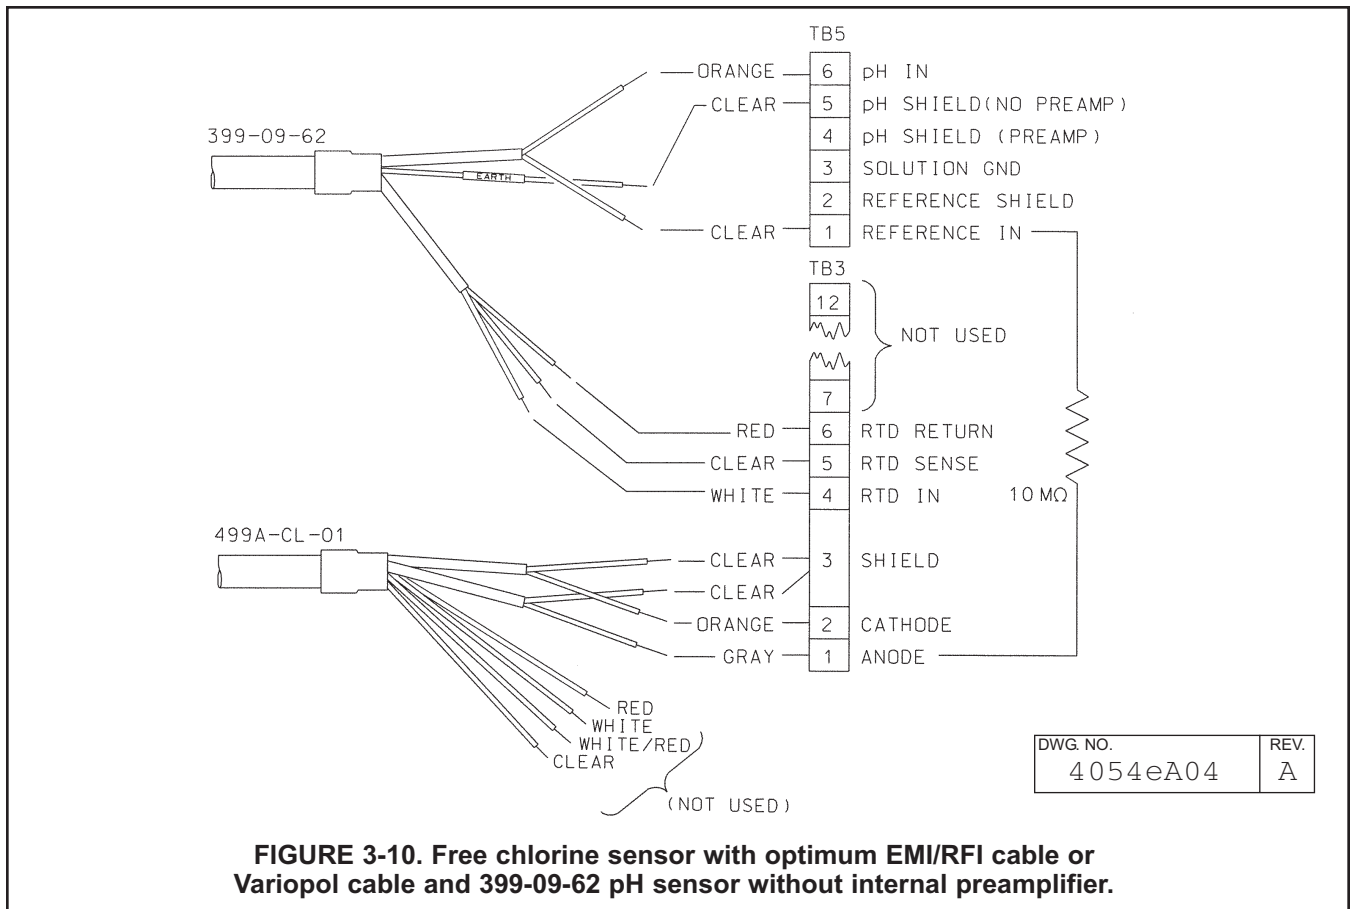 TB5
ORANGE 6 pH IN
CLEAR 5 pH SHIELD(NO PREAMP)
4 pH SHIELD (PREAMP)
3 SOLUTION GND
2 REFERENCE SHIELD
CLEAR 1 REFERENCE IN
399-09-62
EARTH
TB3
12
NOT USED
7
RED 6 RTD RETURN
CLEAR 5 RTD SENSE
WHITE 4 RTD IN
10 MΩ
499A-CL-01
CLEAR 3 SHIELD
CLEAR
ORANGE 2 CATHODE
GRAY 1 ANODE
RED
WHITE
WHITE/RED
CLEAR
(NOT USED)
DWG. NO. REV.
4054eA04 A
FIGURE 3-10. Free chlorine sensor with optimum EMI/RFI cable or
Variopol cable and 399-09-62 pH sensor without internal preamplifier.